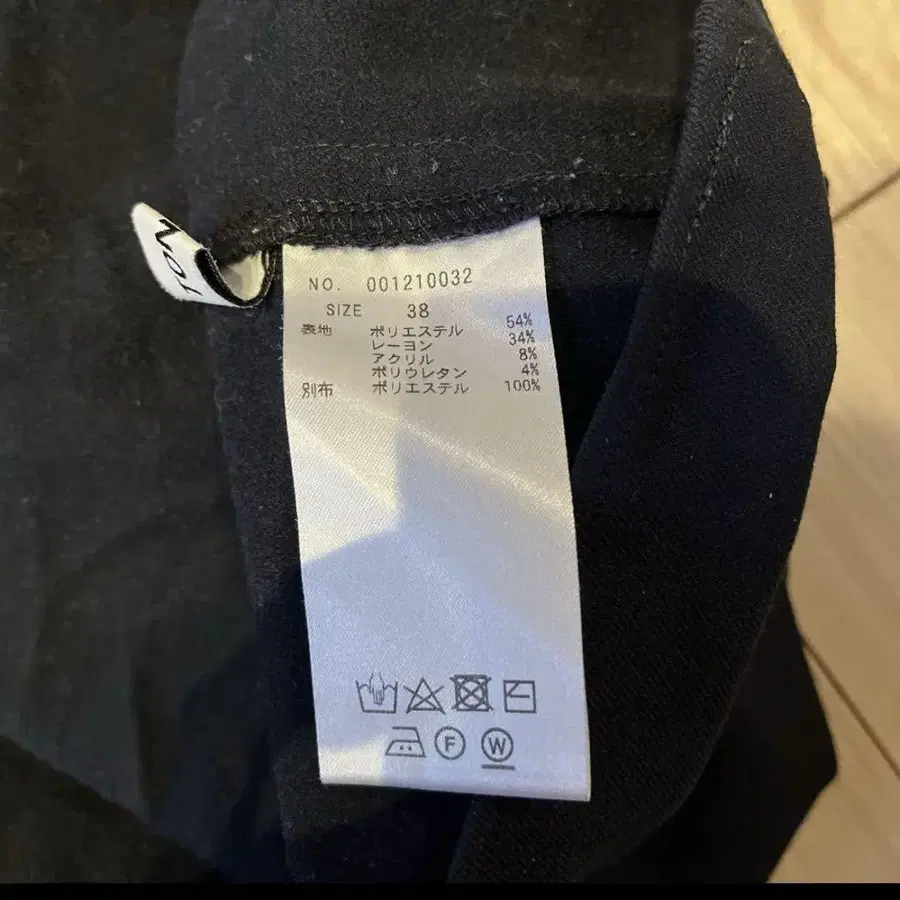 NO. 001210032
SIZE 38
表地 ポリエステル 54%
レーヨン 34%
アクリル 8%
ポリウレタン 4%
別布 ポリエステル 100%
F W